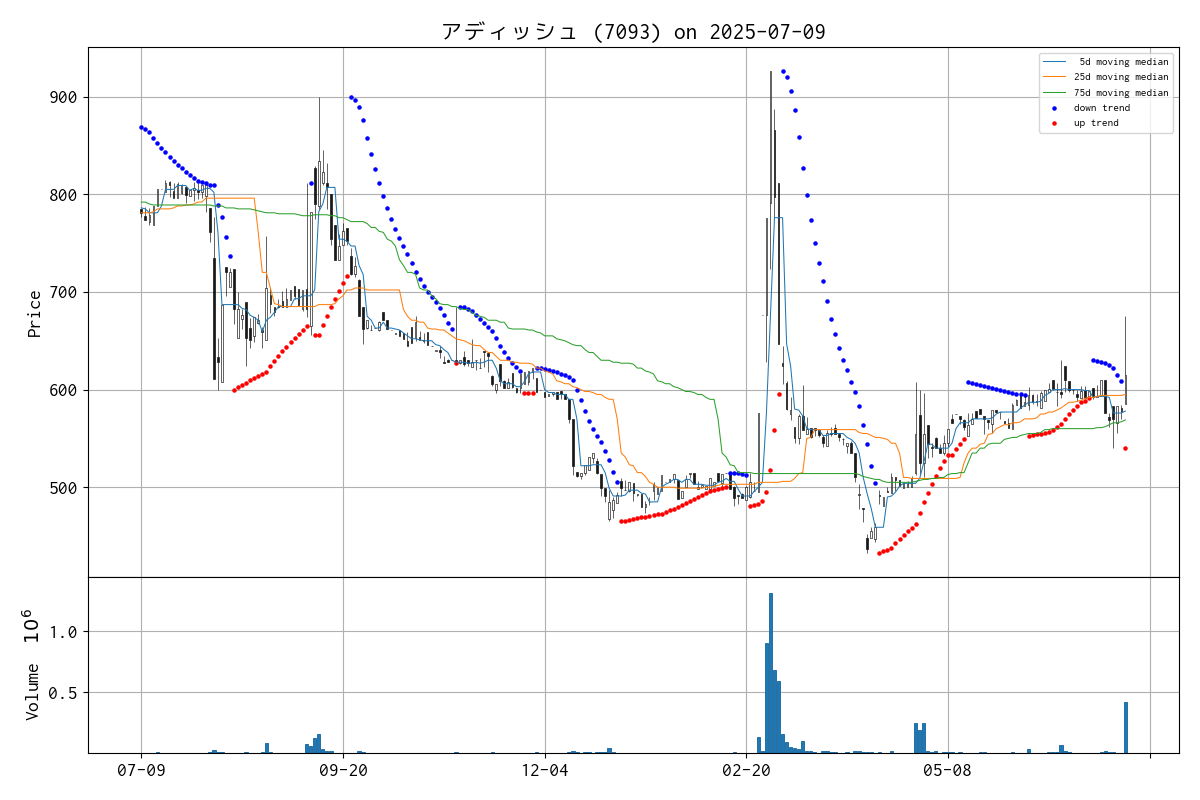 アディッシュ (7093) on 2025-07-09
5d moving median
25d moving median
75d moving median
down trend
up trend
900
800
700
600
500
Price
1.0
0.5
Volume 10⁶
07-09
09-20
12-04
02-20
05-08